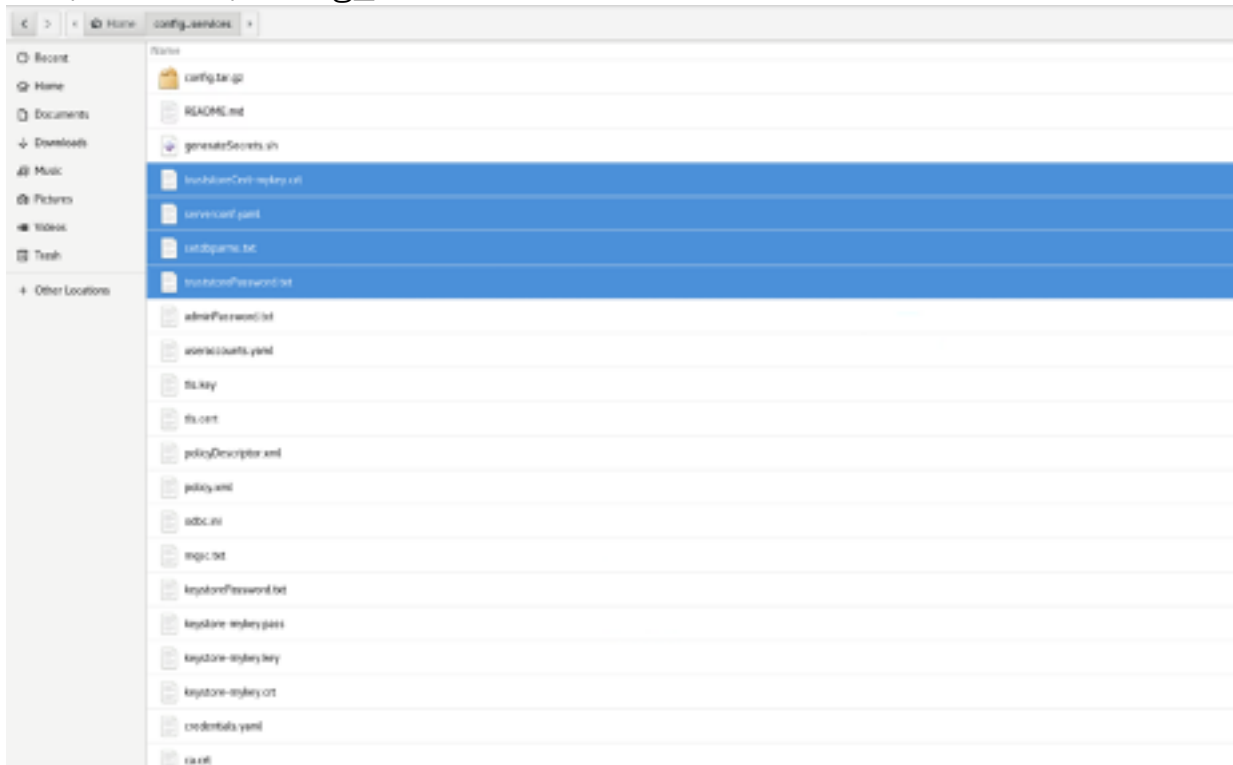 Home config_services
Recent
Home
Documents
Downloads
Music
Pictures
Videos
Trash
+ Other Locations
Name
config.tar.gz
README.md
generateSecrets.sh
truststoreCert-mykey.crt
serverconf.yaml
setdbparms.txt
truststorePassword.txt
adminPassword.txt
useraccounts.yaml
tls.key
tls.cert
policyDescriptor.xml
policy.xml
odbc.ini
mqsc.txt
keystorePassword.txt
keystore-mykey.pass
keystore-mykey.key
keystore-mykey.crt
credentials.yaml